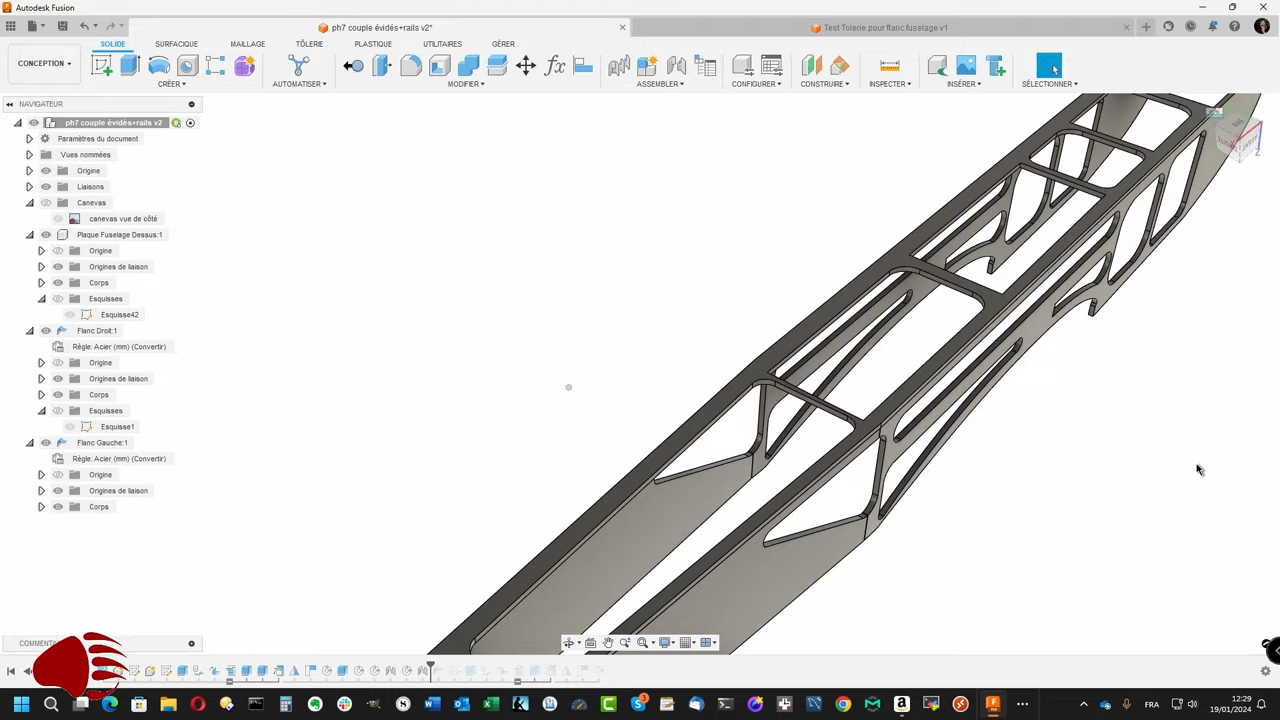 Autodesk Fusion
ph7 couple évidés+rails v2*
Test Tolerie pour flanc fuselage v1
SOLIDE
SURFACIQUE
MAILLAGE
TÔLERIE
PLASTIQUE
UTILITAIRES
GÉRER
CONCEPTION
CRÉER
AUTOMATISER
MODIFIER
ASSEMBLER
CONFIGURER
CONSTRUIRE
INSPECTER
INSÉRER
SÉLECTIONNER
NAVIGATEUR
ph7 couple évidés+rails v2
Paramètres du document
Vues nommées
Origine
Liaisons
Canevas
canevas vue de côté
Plaque Fuselage Dessus:1
Origine
Origines de liaison
Corps
Esquisses
Esquisse42
Flanc Droit:1
Règle: Acier (mm) (Convertir)
Origine
Origines de liaison
Corps
Esquisses
Esquisse1
Flanc Gauche:1
Règle: Acier (mm) (Convertir)
Origine
Origines de liaison
Corps
Z
FRA
12:29
19/01/2024